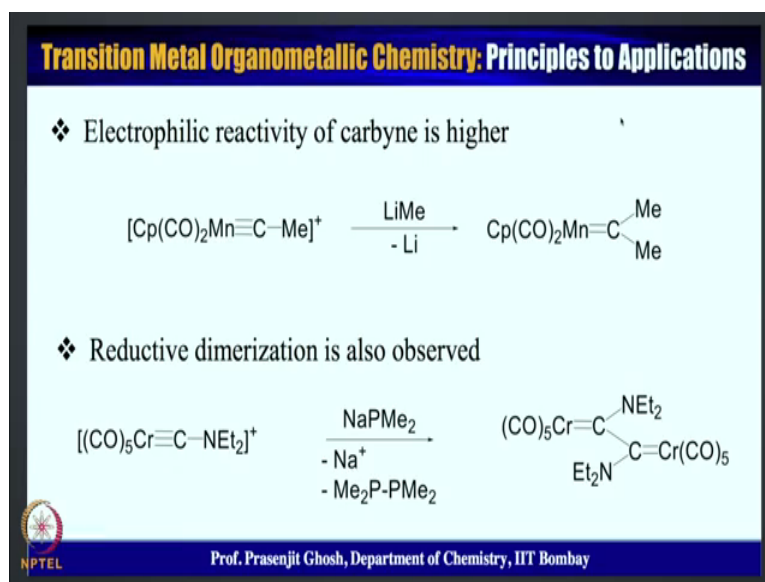 Transition Metal Organometallic Chemistry: Principles to Applications
❖ Electrophilic reactivity of carbyne is higher
[Cp(CO)₂Mn≡C–Me]⁺
LiMe
- Li
Cp(CO)₂Mn=C
Me
Me
❖ Reductive dimerization is also observed
[(CO)₅Cr≡C–NEt₂]⁺
NaPMe₂
- Na⁺
- Me₂P-PMe₂
(CO)₅Cr=C
NEt₂
Et₂N
C=Cr(CO)₅
NPTEL
Prof. Prasenjit Ghosh, Department of Chemistry, IIT Bombay